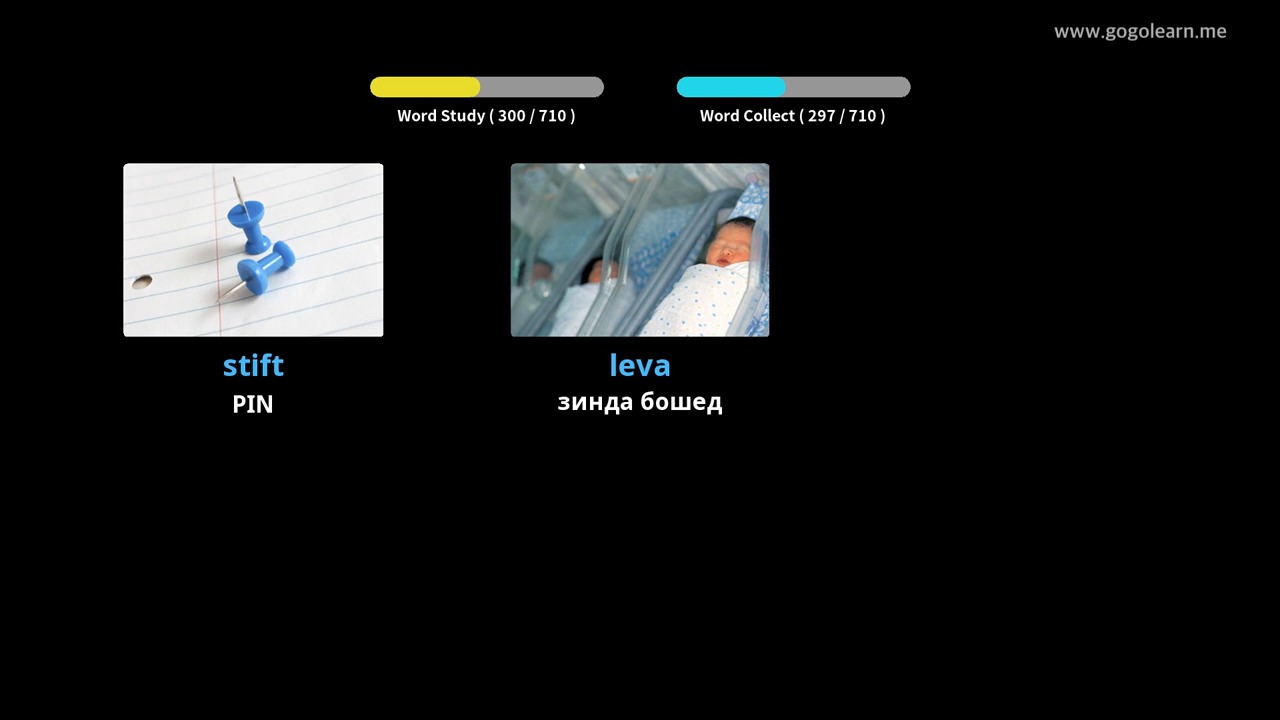 www.gogolearn.me
Word Study ( 300 / 710 )
Word Collect ( 297 / 710 )
stift
PIN
leva
зинда бошед